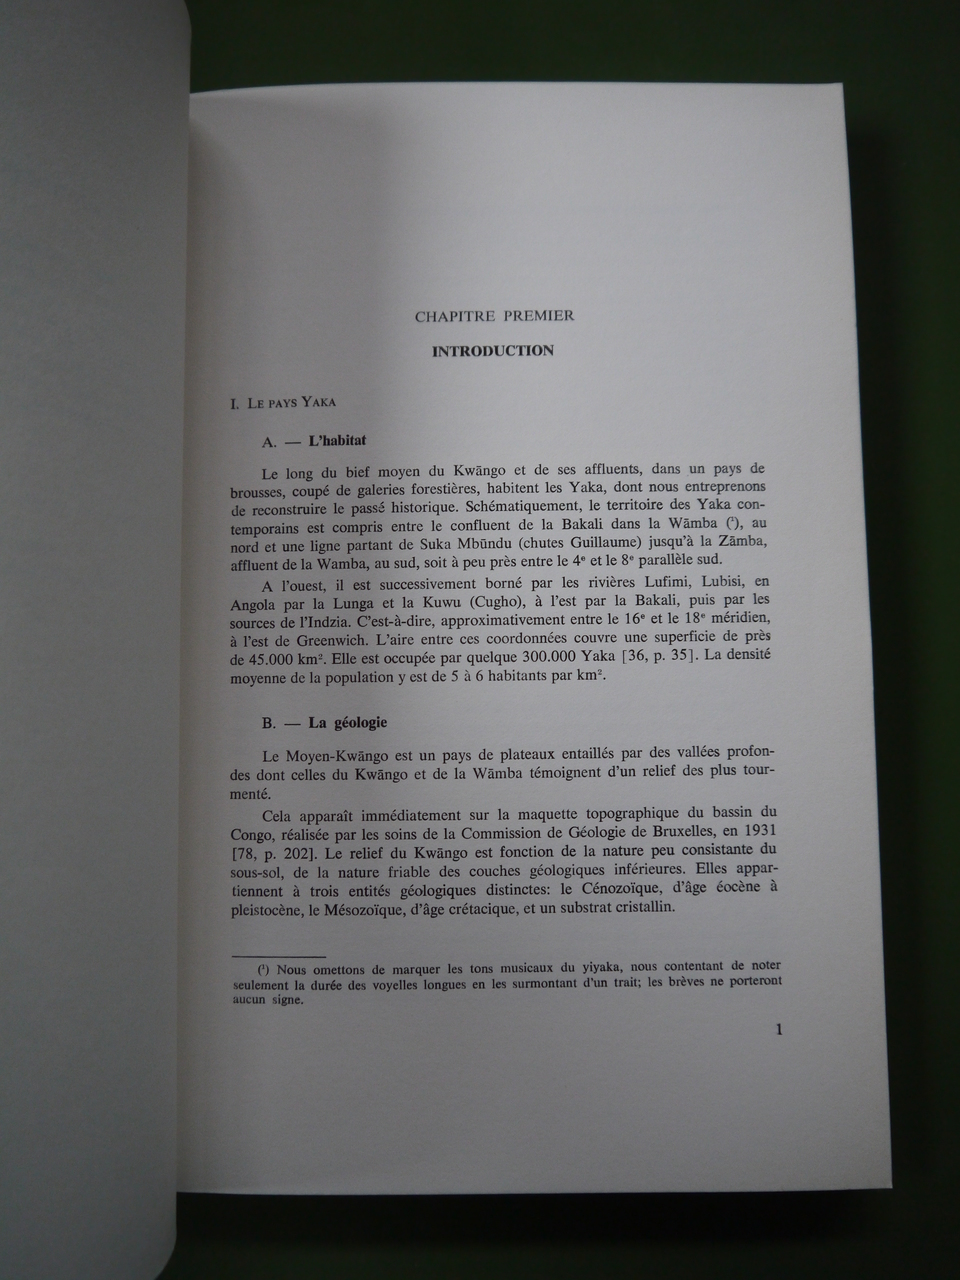 CHAPITRE PREMIER
INTRODUCTION
I. LE PAYS YAKA
A. — L'habitat
Le long du bief moyen du Kwāngo et de ses affluents, dans un pays de
brousses, coupé de galeries forestières, habitent les Yaka, dont nous entreprenons
de reconstruire le passé historique. Schématiquement, le territoire des Yaka con-
temporains est compris entre le confluent de la Bakali dans la Wāmba (¹), au
nord et une ligne partant de Suka Mbūndu (chutes Guillaume) jusqu'à la Zāmba,
affluent de la Wamba, au sud, soit à peu près entre le 4e et le 8e parallèle sud.
A l'ouest, il est successivement borné par les rivières Lufimi, Lubisi, en
Angola par la Lunga et la Kuwu (Cugho), à l'est par la Bakali, puis par les
sources de l'Indzia. C'est-à-dire, approximativement entre le 16e et le 18e méridien,
à l'est de Greenwich. L'aire entre ces coordonnées couvre une superficie de près
de 45.000 km². Elle est occupée par quelque 300.000 Yaka [36, p. 35]. La densité
moyenne de la population y est de 5 à 6 habitants par km².
B. — La géologie
Le Moyen-Kwāngo est un pays de plateaux entaillés par des vallées profon-
des dont celles du Kwāngo et de la Wāmba témoignent d'un relief des plus tour-
menté.
Cela apparaît immédiatement sur la maquette topographique du bassin du
Congo, réalisée par les soins de la Commission de Géologie de Bruxelles, en 1931
[78, p. 202]. Le relief du Kwāngo est fonction de la nature peu consistante du
sous-sol, de la nature friable des couches géologiques inférieures. Elles appar-
tiennent à trois entités géologiques distinctes: le Cénozoïque, d'âge éocène à
pleistocène, le Mésozoïque, d'âge crétacique, et un substrat cristallin.
(¹) Nous omettons de marquer les tons musicaux du yiyaka, nous contentant de noter
seulement la durée des voyelles longues en les surmontant d'un trait; les brèves ne porteront
aucun signe.
1